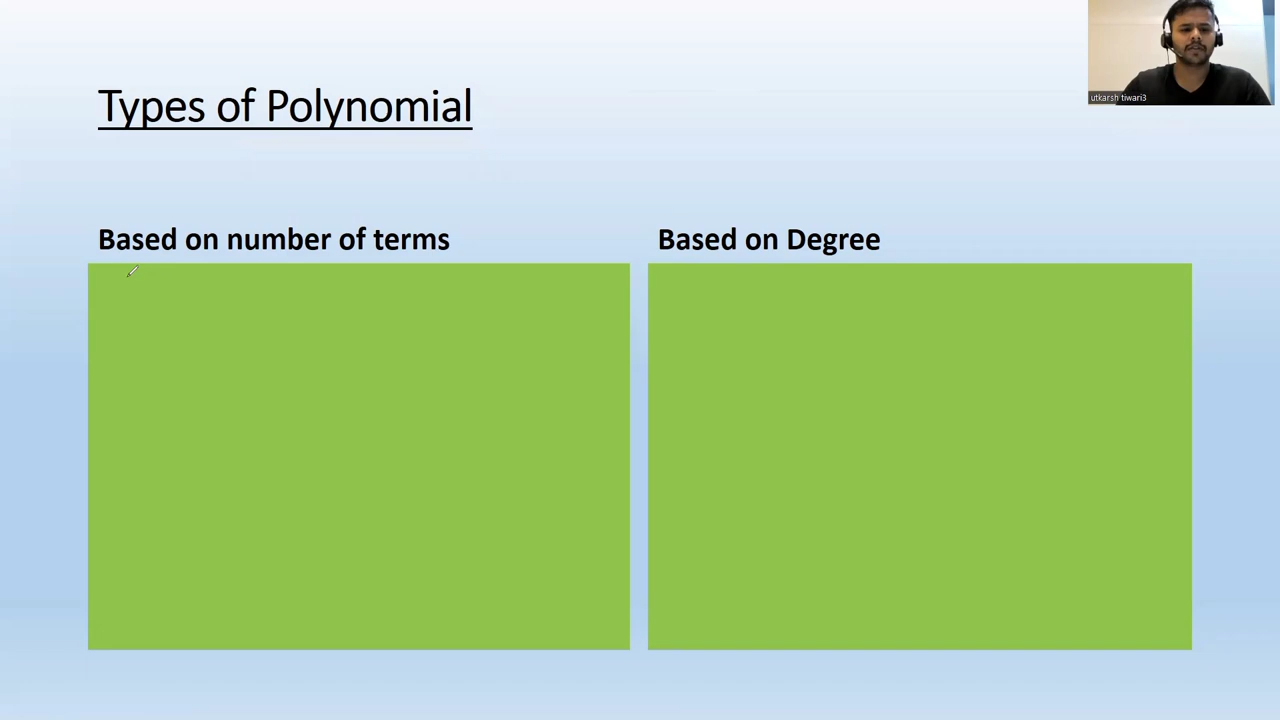 Types of Polynomial
utkarsh tiwari3
Based on number of terms
Based on Degree